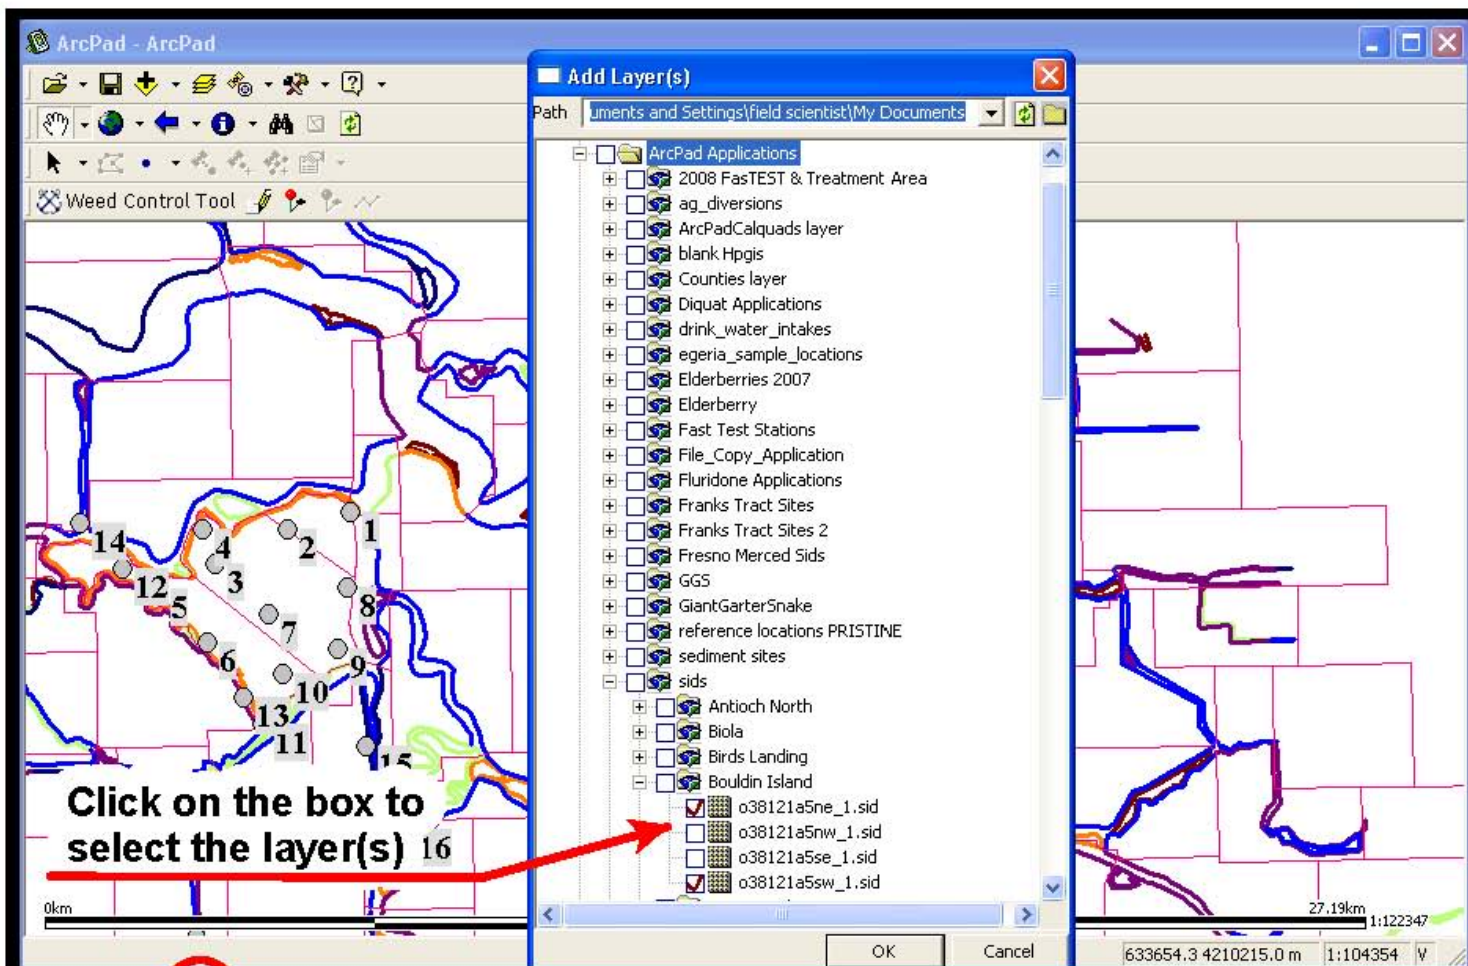 ArcPad - ArcPad
Weed Control Tool
Add Layer(s)
Path uments and Settings\field scientist\My Documents
ArcPad Applications
2008 FasTEST & Treatment Area
ag_diversions
ArcPadCalquads layer
blank Hpgis
Counties layer
Diquat Applications
drink_water_intakes
egeria_sample_locations
Elderberries 2007
Elderberry
Fast Test Stations
File_Copy_Application
Fluridone Applications
Franks Tract Sites
Franks Tract Sites 2
Fresno Merced Sids
GGS
GiantGarterSnake
reference locations PRISTINE
sediment sites
sids
Antioch North
Biola
Birds Landing
Bouldin Island
o38121a5ne_1.sid
o38121a5nw_1.sid
o38121a5se_1.sid
o38121a5sw_1.sid
OK Cancel
1
14
4
2
3
12
8
5
7
6
9
10
13
11
15
Click on the box to
select the layer(s)
16
0km
27.19km
1:122347
633654.3 4210215.0 m 1:104354 V